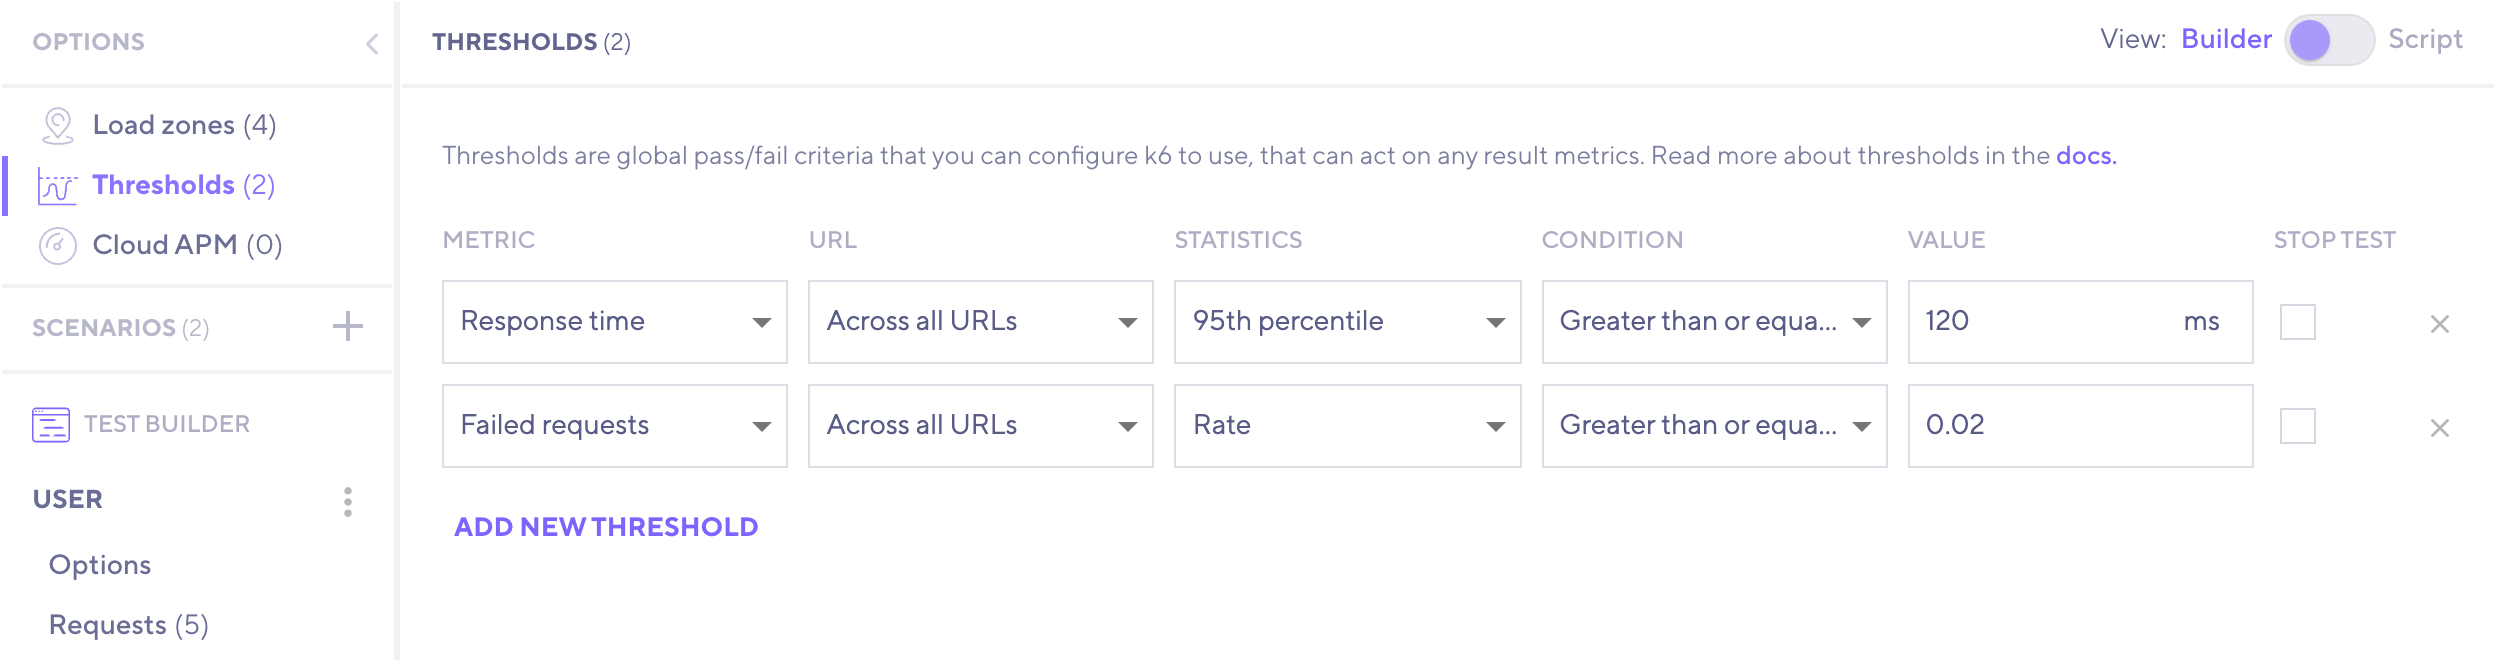 OPTIONS
Load zones (4)
Thresholds (2)
Cloud APM (0)
SCENARIOS (2)
TEST BUILDER
USER
Options
Requests (5)
THRESHOLDS (2)
View: Builder Script
Thresholds are global pass/fail criteria that you can configure k6 to use, that can act on any result metrics. Read more about thresholds in the docs.
METRIC URL STATISTICS CONDITION VALUE STOP TEST
Response time Across all URLs 95th percentile Greater than or equa... 120 ms
Failed requests Across all URLs Rate Greater than or equa... 0.02
ADD NEW THRESHOLD